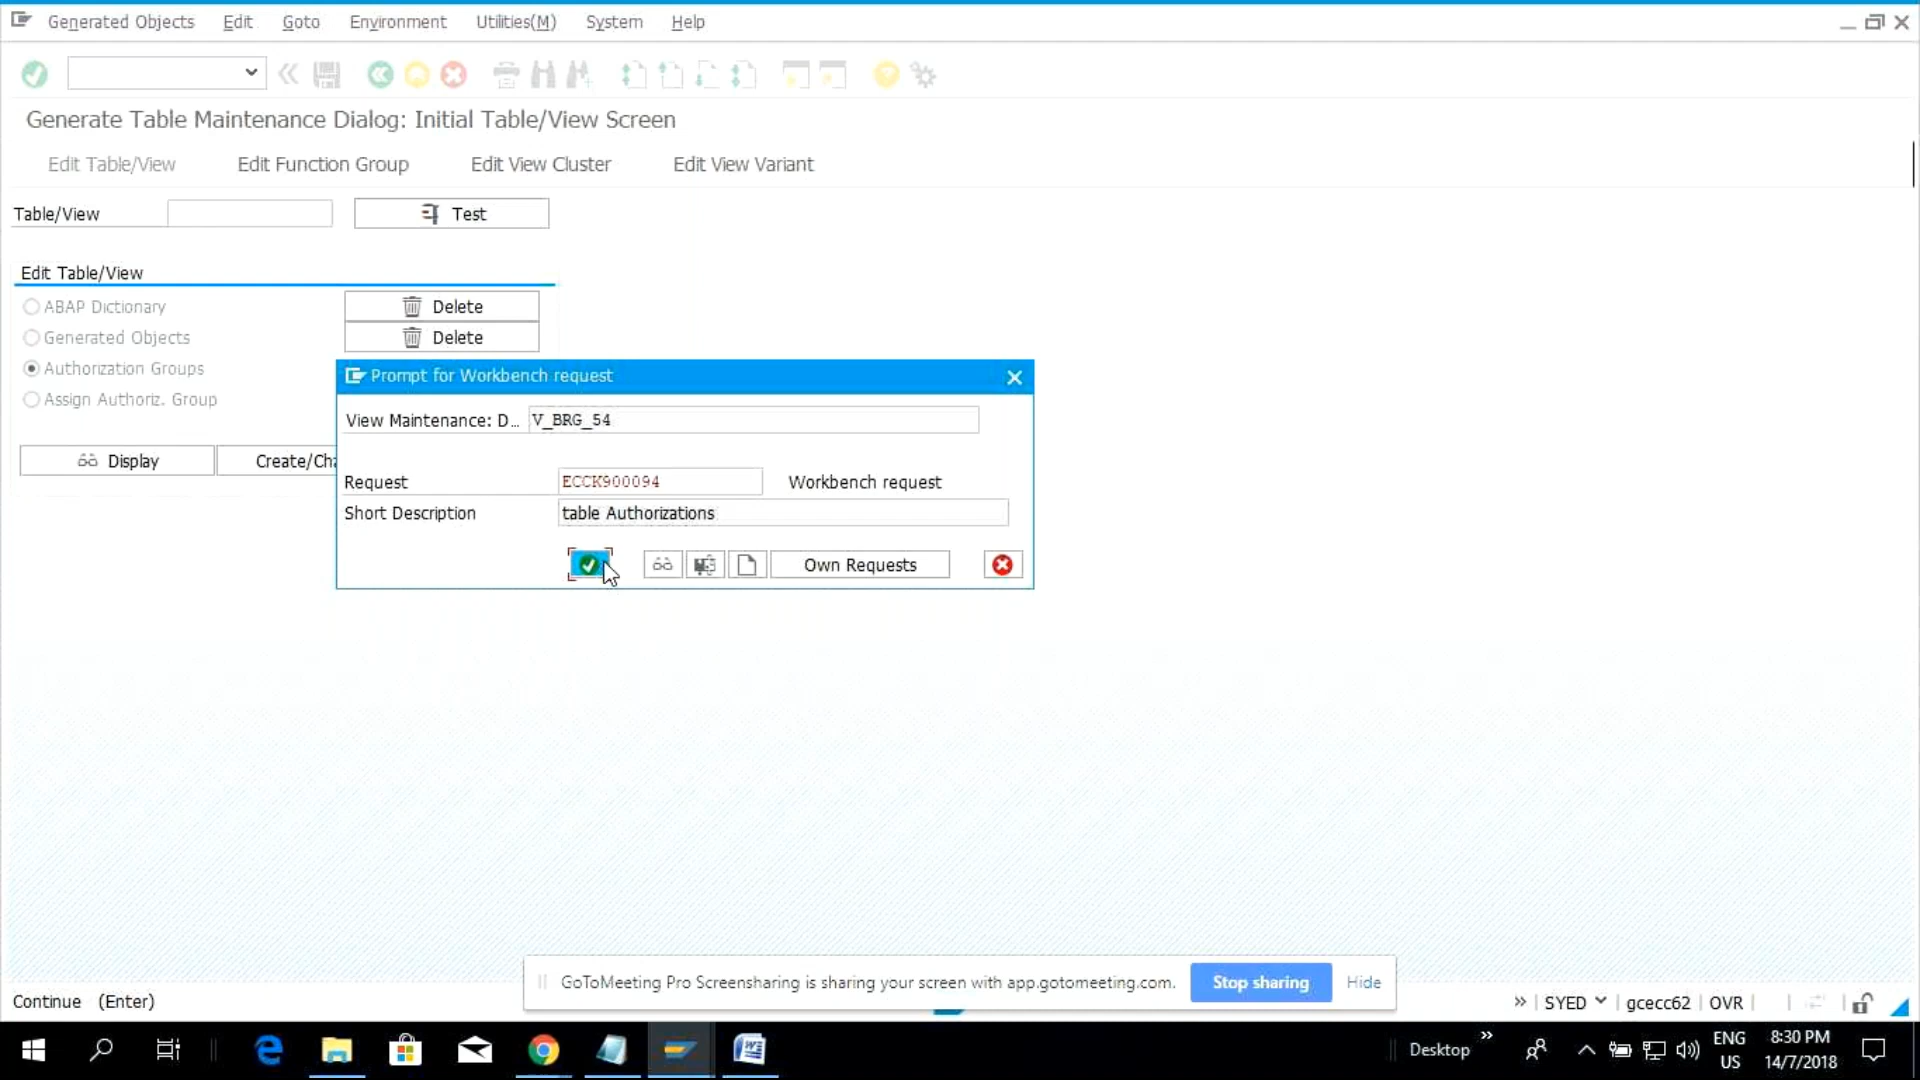 Generated Objects Edit Goto Environment Utilities(M) System Help
Generate Table Maintenance Dialog: Initial Table/View Screen
Edit Table/View Edit Function Group Edit View Cluster Edit View Variant
Table/View Test
Edit Table/View
ABAP Dictionary Delete
Generated Objects Delete
Authorization Groups
Assign Authoriz. Group
Display Create/Cha
Prompt for Workbench request
View Maintenance: D... V_BRG_54
Request ECCK900094 Workbench request
Short Description table Authorizations
Own Requests
GoToMeeting Pro Screensharing is sharing your screen with app.gotomeeting.com. Stop sharing Hide
Continue (Enter) SYED gcecc62 OVR
Desktop ENG US 8:30 PM 14/7/2018